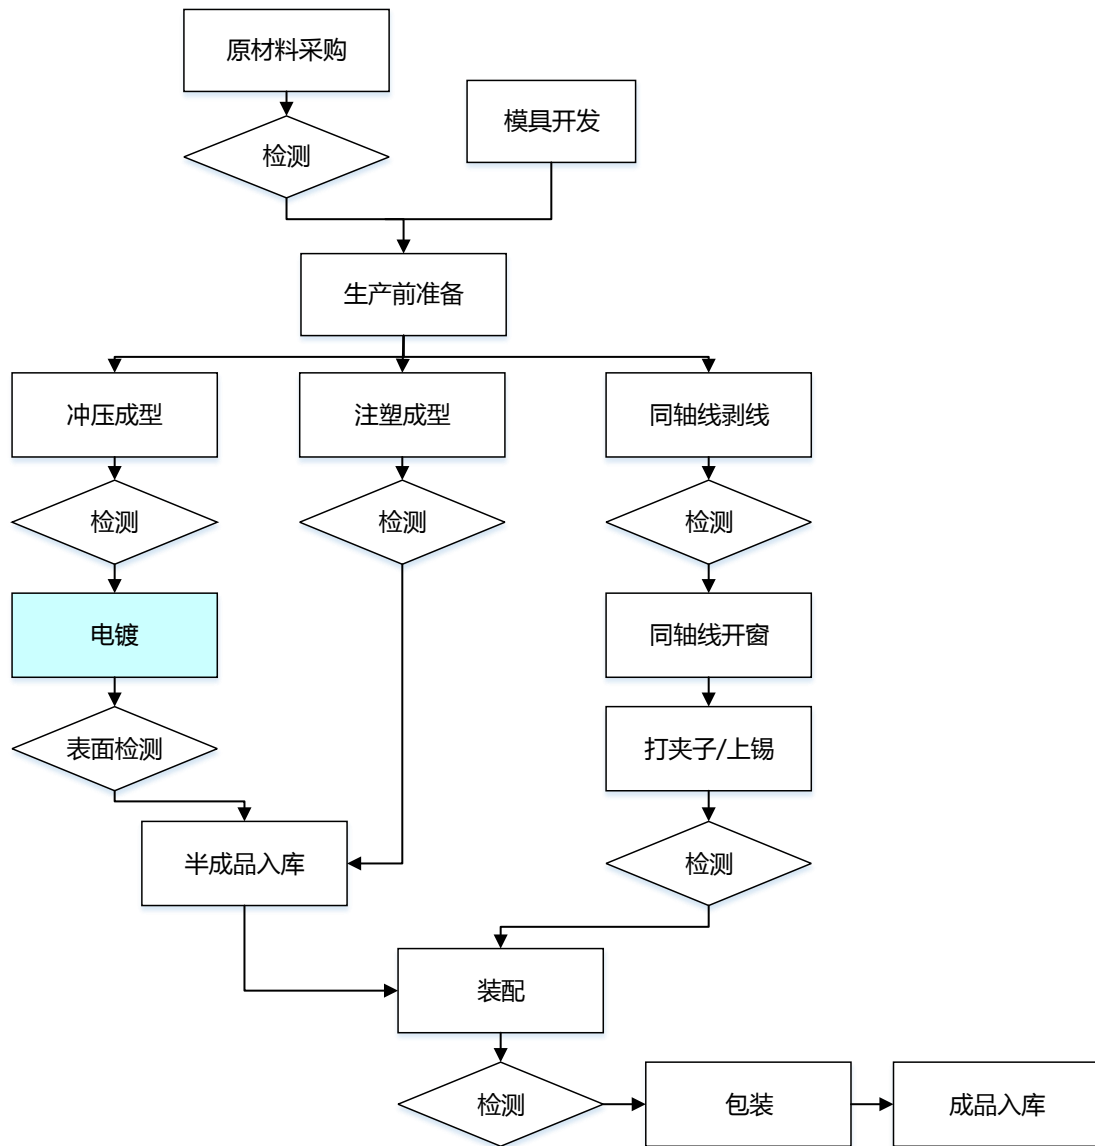 原材料采购
模具开发
检测
生产前准备
冲压成型
注塑成型
同轴线剥线
检测
检测
检测
电镀
同轴线开窗
表面检测
打夹子/上锡
半成品入库
检测
装配
检测
包装
成品入库